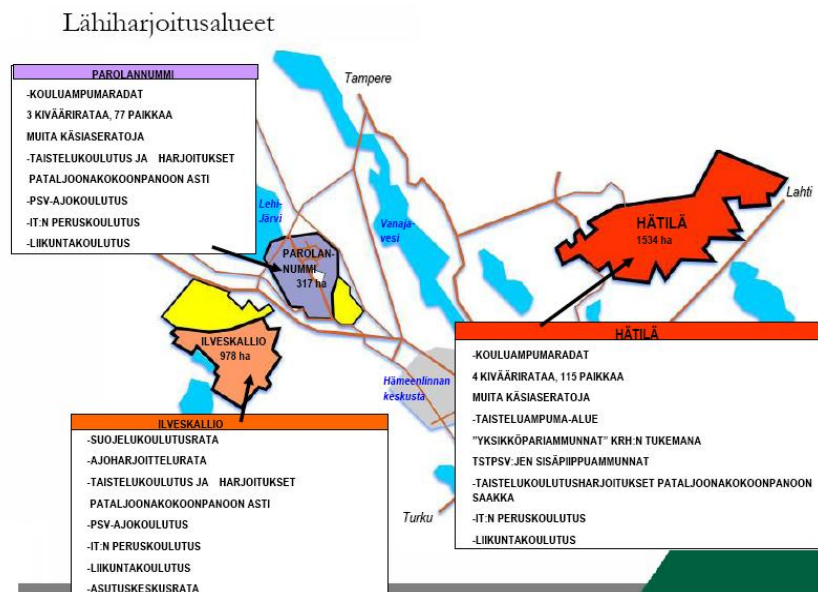 Lähiharjoitusalueet
PAROLANNUMMI
-KOULUAMPUMARADAT
3 KIVÄÄRIRATAA, 77 PAIKKAA
MUITA KÄSIASERATOJA
-TAISTELUKOULUTUS JA HARJOITUKSET
PATALJOONAKOKOONPANOON ASTI
-PSV-AJOKOULUTUS
-IT:N PERUSKOULUTUS
-LIIKUNTAKOULUTUS
Tampere
Lehi-
Järvi
Vanaja-
vesi
PAROLAN-
NUMMI
317 ha
HÄTILÄ
1534 ha
Lahti
ILVESKALLIO
978 ha
Hämeenlinnan
keskusta
Turku
ILVESKALLIO
-SUOJELUKOULUTUSRATA
-AJOHARJOITTELURATA
-TAISTELUKOULUTUS JA HARJOITUKSET
PATALJOONAKOKOONPANOON ASTI
-PSV-AJOKOULUTUS
-IT:N PERUSKOULUTUS
-LIIKUNTAKOULUTUS
-ASUTUSKESKUSRATA
HÄTILÄ
-KOULUAMPUMARADAT
4 KIVÄÄRIRATAA, 115 PAIKKAA
MUITA KÄSIASERATOJA
-TAISTELUAMPUMA-ALUE
"YKSIKKÖPARIAMMUNNAT" KRH:N TUKEMANA
TSTPSV:JEN SISÄPIIPPUAMMUNNAT
-TAISTELUKOULUTUSHARJOITUKSET PATALJOONAKOKOONPANOON
SAAKKA
-IT:N PERUSKOULUTUS
-LIIKUNTAKOULUTUS